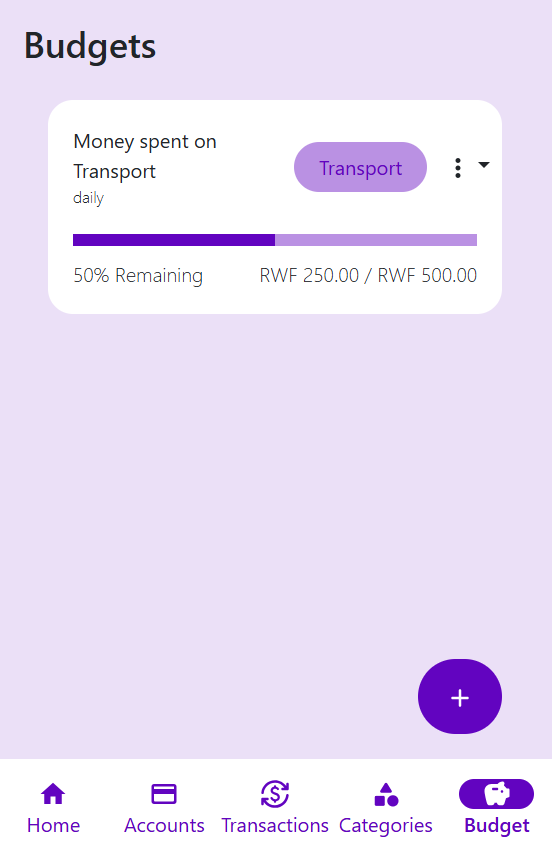 Budgets
Money spent on
Transport
daily
Transport
50% Remaining
RWF 250.00 / RWF 500.00
+
Home
Accounts
Transactions
Categories
Budget